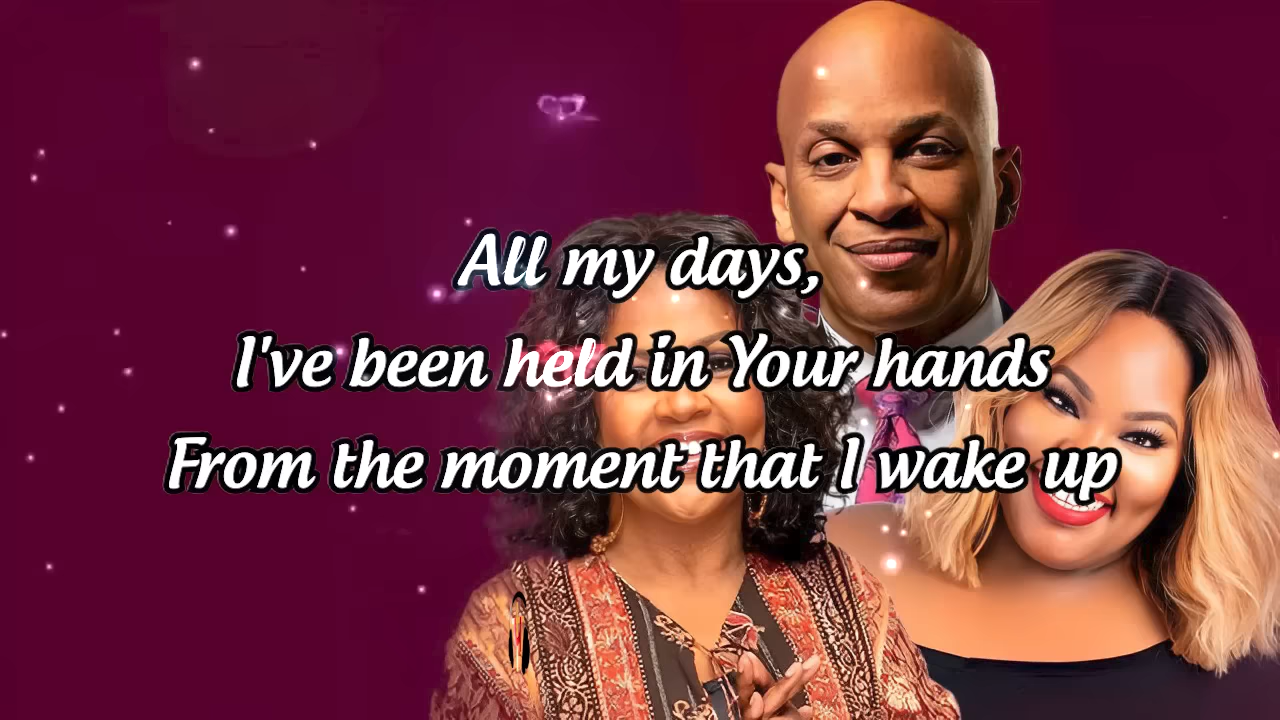 All my days,
I've been held in Your hands
From the moment that I wake up